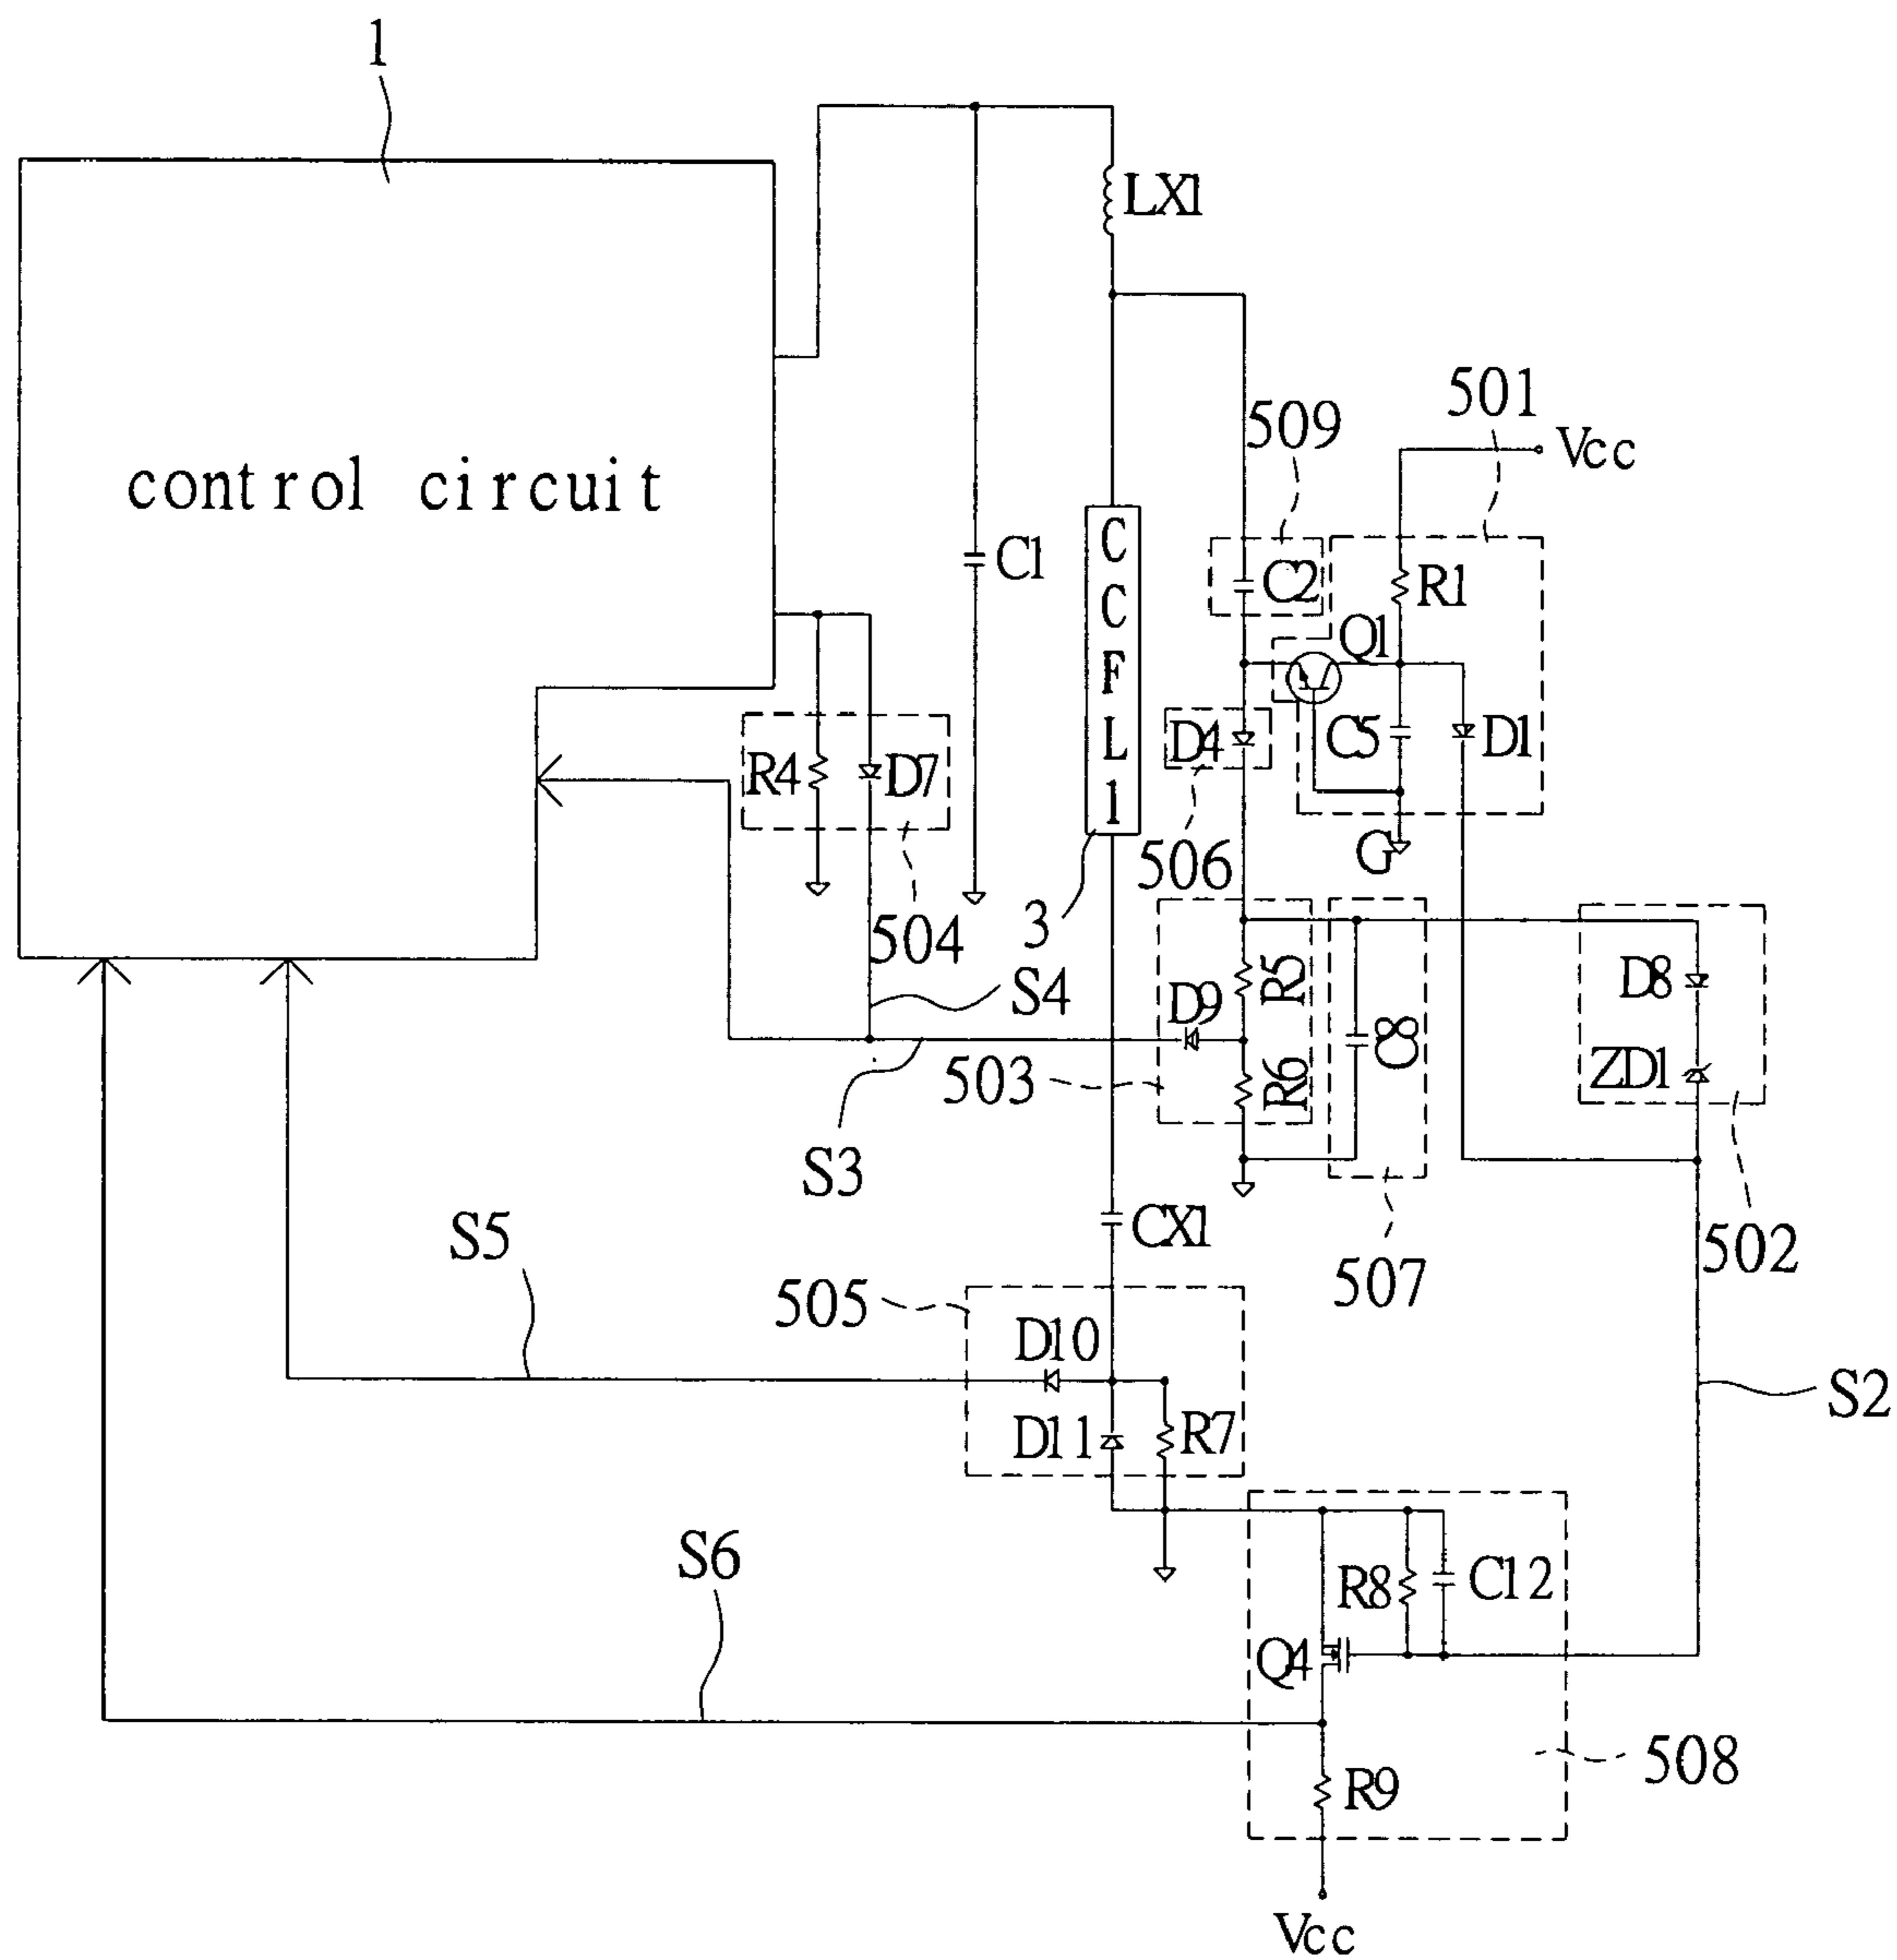 1
LX1
501
509
Vcc
control circuit
C
C
F
L
1
C1
C2
R1
Q1
R4
D7
D4
C5
D1
506
G
3
504
S4
D9
R5
D8
503
R6
C8
ZD1
S3
CX1
S5
507
502
505
D10
S2
D11
R7
S6
R8
C12
Q4
508
R9
Vcc